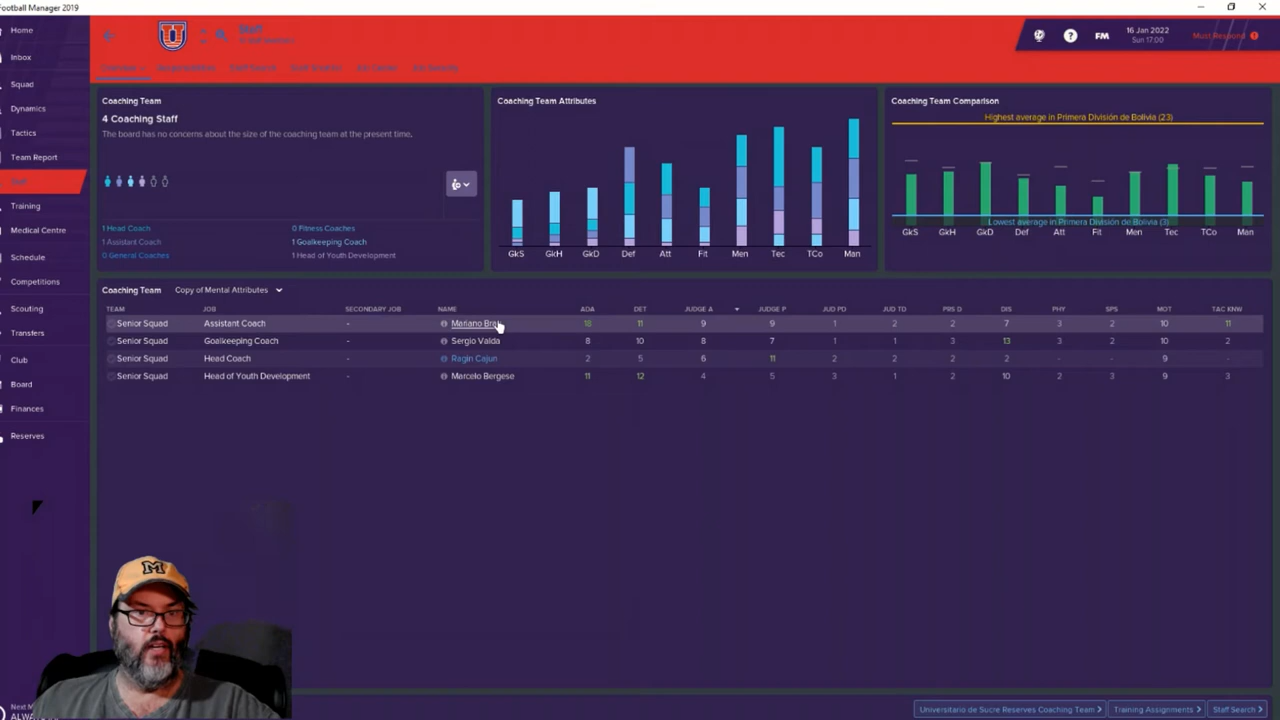 Football Manager 2019
Home
Inbox
Squad
Dynamics
Tactics
Team Report
Staff
Training
Medical Centre
Schedule
Competitions
Scouting
Transfers
Club
Board
Finances
Reserves
Next M
ALWA
Staff
16 Jan 2022
Sun 17:00
FM
Must Respond
Overview
Responsibilities
Staff Search
Coaching Team
4 Coaching Staff
The board has no concerns about the size of the coaching team at the present time.
1 Head Coach
0 Fitness Coaches
1 Assistant Coach
1 Goalkeeping Coach
0 General Coaches
1 Head of Youth Development
Coaching Team Attributes
GkS GkH GkD Def Att Fit Men Tec TCo Man
Coaching Team Comparison
Highest average in Primera División de Bolivia (23)
Lowest average in Primera División de Bolivia (3)
GkS GkH GkD Def Att Fit Men Tec TCo Man
Coaching Team Copy of Mental Attributes
TEAM JOB SECONDARY JOB NAME ADA DET JUDGE A JUDGE P JUD PD JUD TD PRS D DIS PHY SPS MOT TAC KNW
Senior Squad Assistant Coach - Mariano 18 11 9 9 1 2 2 7 3 2 10 11
Senior Squad Goalkeeping Coach - Sergio Valda 8 10 8 7 1 1 3 13 3 2 10 2
Senior Squad Head Coach - Ragin Cajun 2 5 6 11 2 2 2 2 - - 9 -
Senior Squad Head of Youth Development - Marcelo Bergese 11 12 4 5 3 1 2 10 2 3 9 3
Universitario de Sucre Reserves Coaching Team
Training Assignments
Staff Search
M
U